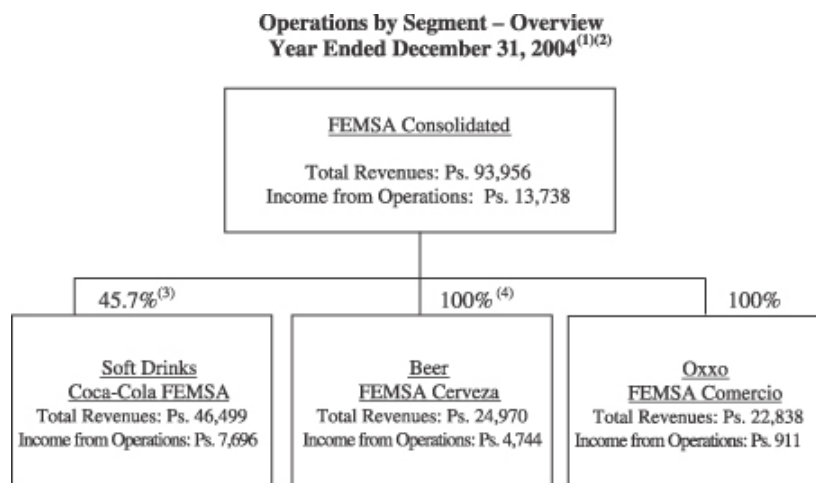 Operations by Segment – Overview
Year Ended December 31, 2004(1)(2)
FEMSA Consolidated
Total Revenues: Ps. 93,956
Income from Operations: Ps. 13,738
45.7%(3)
100%(4)
100%
Soft Drinks
Coca-Cola FEMSA
Total Revenues: Ps. 46,499
Income from Operations: Ps. 7,696
Beer
FEMSA Cerveza
Total Revenues: Ps. 24,970
Income from Operations: Ps. 4,744
Oxxo
FEMSA Comercio
Total Revenues: Ps. 22,838
Income from Operations: Ps. 911